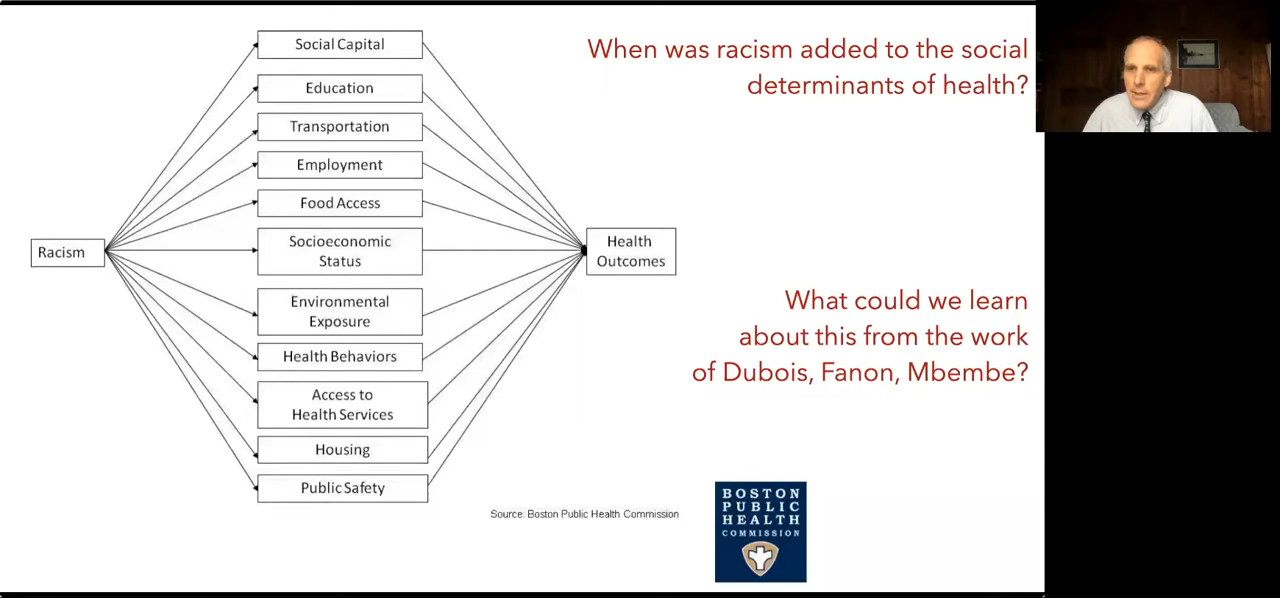 Social Capital
Education
Transportation
Employment
Food Access
Socioeconomic
Status
Environmental
Exposure
Health Behaviors
Access to
Health Services
Housing
Public Safety
Racism
Health
Outcomes
When was racism added to the social
determinants of health?
What could we learn
about this from the work
of Dubois, Fanon, Mbembe?
Source: Boston Public Health Commission
BOSTON
PUBLIC
HEALTH
COMMISSION